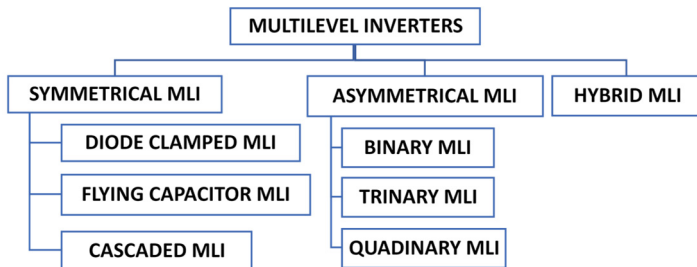 MULTILEVEL INVERTERS
SYMMETRICAL MLI
DIODE CLAMPED MLI
FLYING CAPACITOR MLI
CASCADED MLI
ASYMMETRICAL MLI
BINARY MLI
TRINARY MLI
QUADINARY MLI
HYBRID MLI